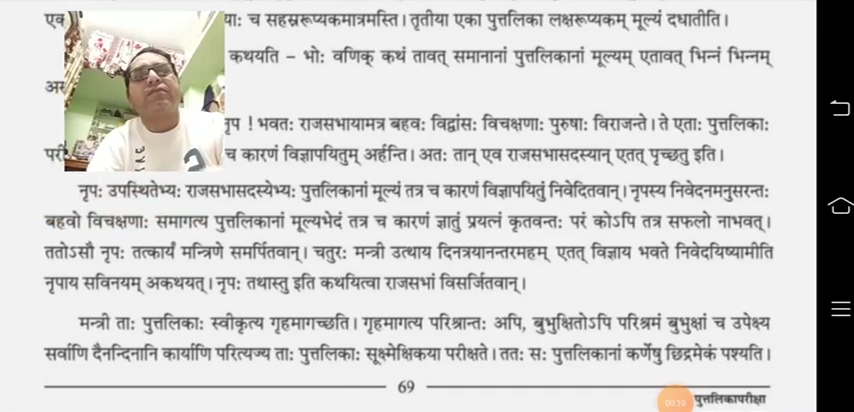 एव या: च सहस्ररूप्यकमात्रमस्ति। तृतीया एका पुत्तलिका लक्षरूप्यकम् मूल्यं दधातीति।
कथयति – भो: वणिक् कथं तावत् समानानां पुत्तलिकानां मूल्यम् एतावत् भिन्नं भिन्नम्
नृप ! भवत: राजसभायामत्र बहव: विद्वांस: विचक्षणा: पुरुषा: विराजन्ते। ते एता: पुत्तलिका:
परी च कारणं विज्ञापयितुम् अर्हन्ति। अत: तान् एव राजसभासदस्यान् एतत् पृच्छतु इति।
नृप: उपस्थितेभ्य: राजसभासदस्येभ्य: पुत्तलिकानां मूल्यं तत्र च कारणं विज्ञापयितुं निवेदितवान्। नृपस्य निवेदनमनुसरन्त:
बहवो विचक्षणा: समागत्य पुत्तलिकानां मूल्यभेदं तत्र च कारणं ज्ञातुं प्रयत्नं कृतवन्त: परं कोऽपि तत्र सफलो नाभवत्।
ततोऽसौ नृप: तत्कार्यं मन्त्रिणे समर्पितवान्। चतुर: मन्त्री उत्थाय दिनत्रयानन्तरमहम् एतत् विज्ञाय भवते निवेदयिष्यामीति
नृपाय सविनयम् अकथयत्। नृप: तथास्तु इति कथयित्वा राजसभां विसर्जितवान्।
मन्त्री ता: पुत्तलिका: स्वीकृत्य गृहमागच्छति। गृहमागत्य परिश्रान्त: अपि, बुभुक्षितोऽपि परिश्रमं बुभुक्षां च उपेक्ष्य
सर्वाणि दैनन्दिनानि कार्याणि परित्यज्य ता: पुत्तलिका: सूक्ष्मेक्षिकया परीक्षते। तत: स: पुत्तलिकानां कर्णेषु छिद्रमेकं पश्यति।
69
00:10
पुत्तलिकापरीक्षा